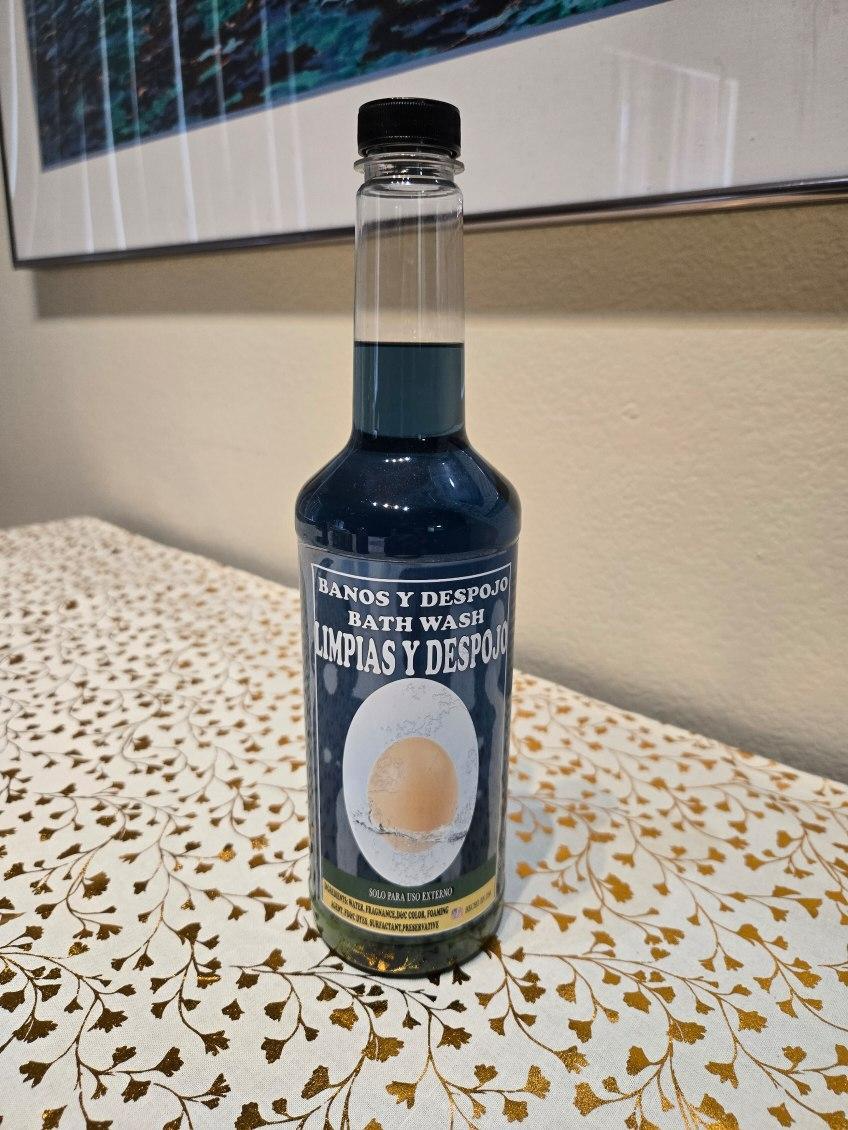 BANOS Y DESPOJO
BATH WASH
LIMPIAS Y DESPOJO
SOLO PARA USO EXTERNO
INGREDIENTS: WATER, FRAGRANCE,D&C COLOR, FOAMING
AGENT, FD&C DYES, SURFACTANT,PRESERVATIVE